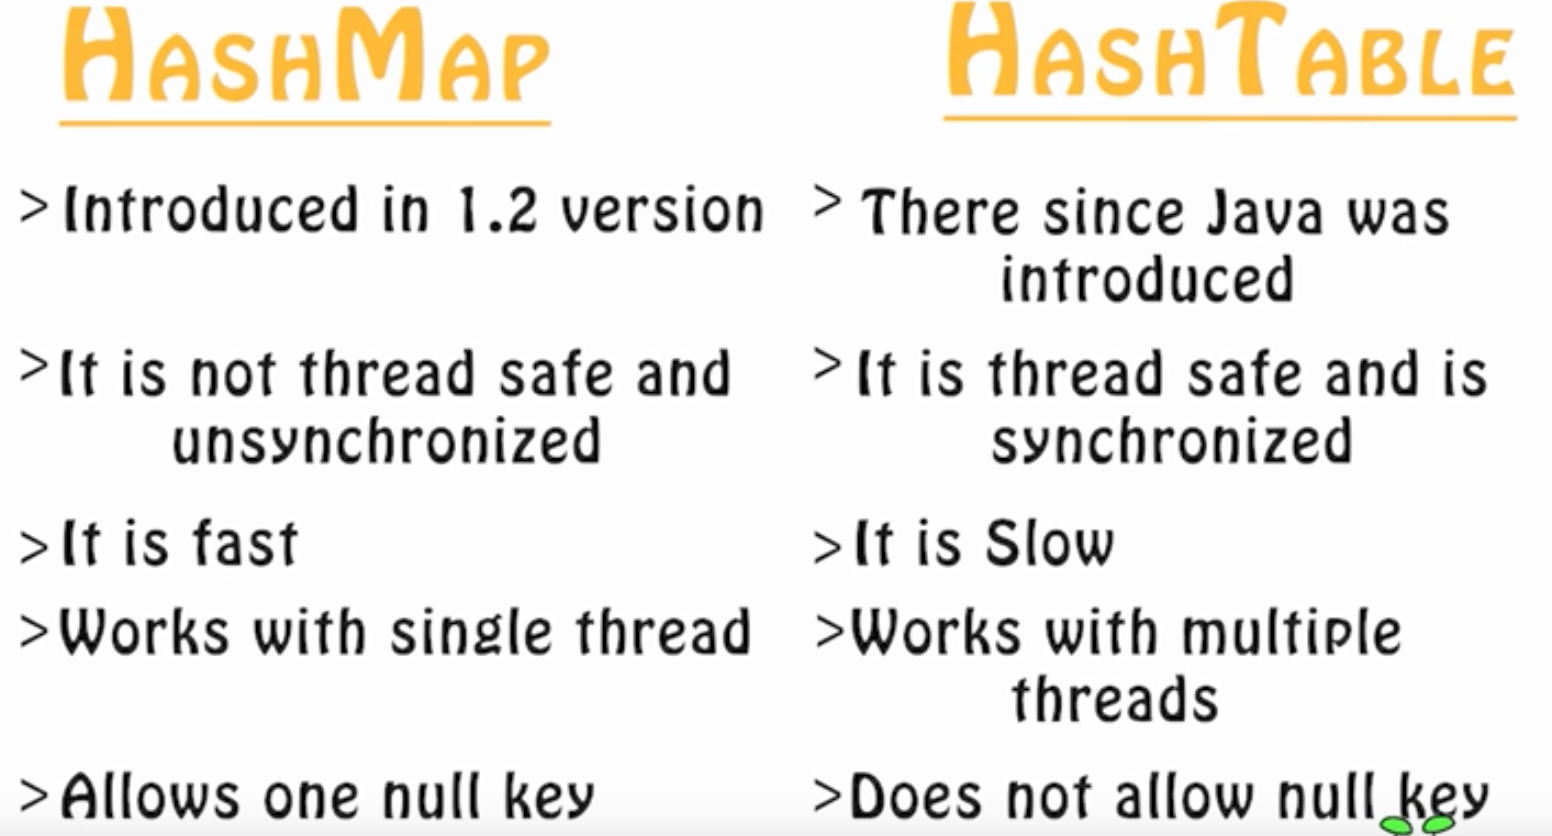 HashMap
> Introduced in 1.2 version
> It is not thread safe and
unsynchronized
> It is fast
> Works with single thread
> Allows one null key
HashTable
> There since Java was
introduced
> It is thread safe and is
synchronized
> It is Slow
> Works with multiple
threads
> Does not allow null key